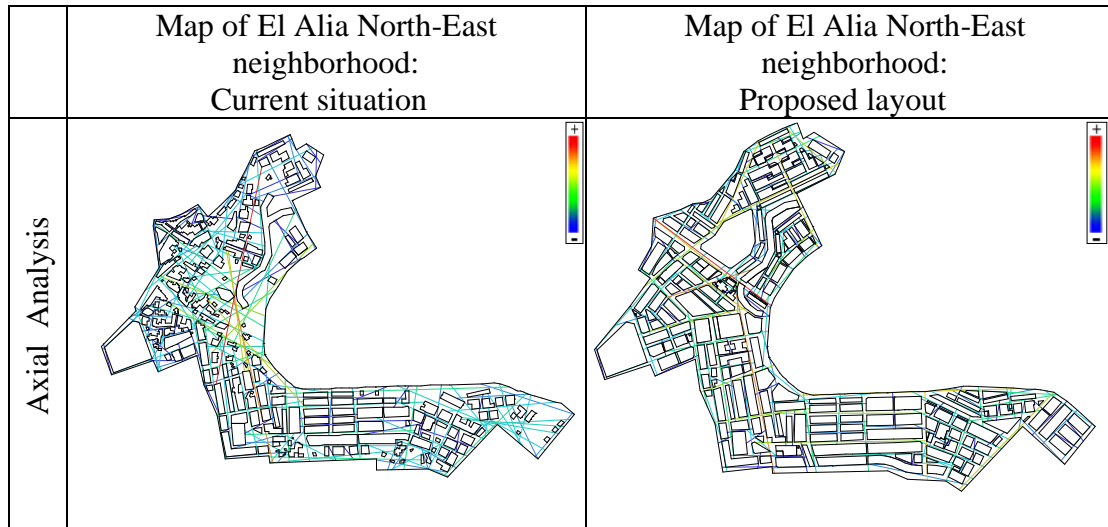 Map of El Alia North-East
neighborhood:
Current situation
Map of El Alia North-East
neighborhood:
Proposed layout
Axial Analysis
+
-
+
-